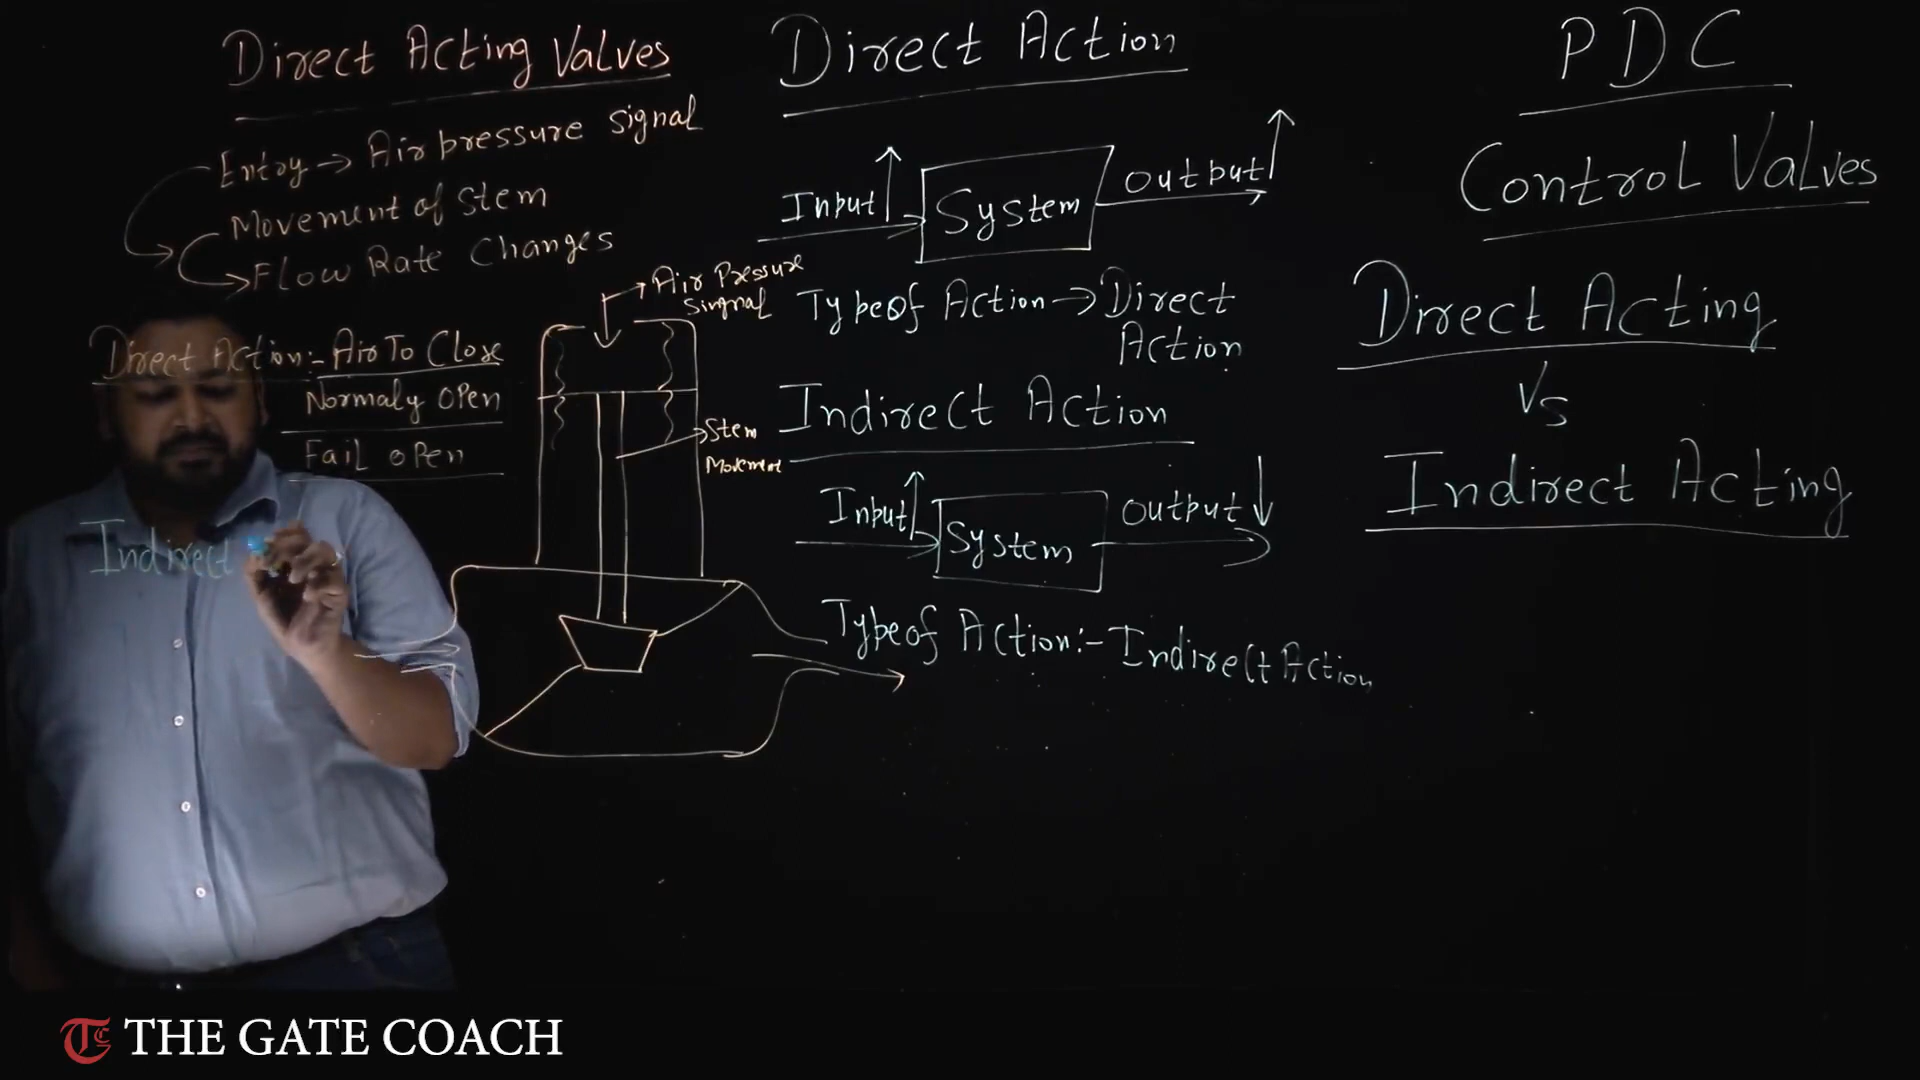 Direct Acting Valves
Entry → Air pressure signal
Movement of Stem
Flow Rate Changes
Direct Action:- Air To Close
Normaly Open
Fail open
Indirect
Air Pressure
Singnal
Stem
Movement
Direct Action
Input ↑
System
Output ↑
Type of Action → Direct
Action
Indirect Action
Input ↑
System
Output ↓
Type of Action:- Indirect Action
PDC
Control Valves
Direct Acting
Vs
Indirect Acting
TC THE GATE COACH